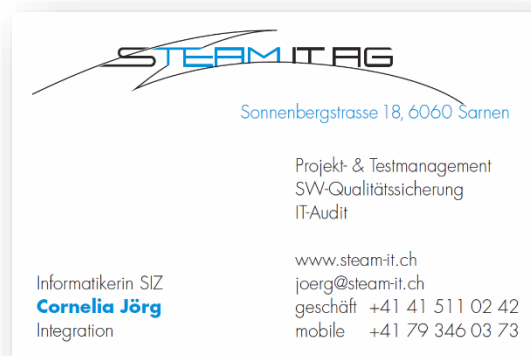 STEAM IT AG
Sonnenbergstrasse 18, 6060 Sarnen
Projekt- & Testmanagement
SW-Qualitätssicherung
IT-Audit
www.steam-it.ch
Informatikerin SIZ joerg@steam-it.ch
Cornelia Jörg geschäft +41 41 511 02 42
Integration mobile +41 79 346 03 73